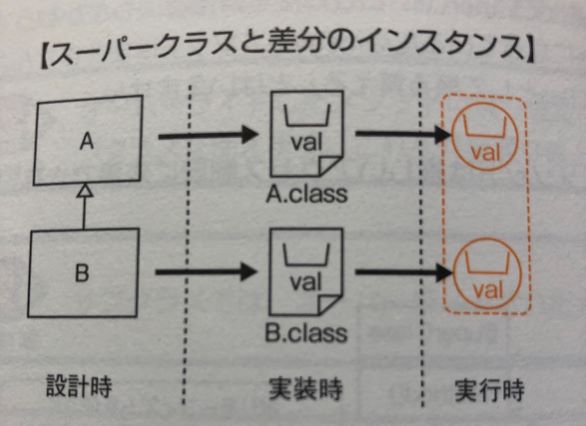 【スーパークラスと差分のインスタンス】
A
val
val
A.class
B
val
val
B.class
設計時
実装時
実行時